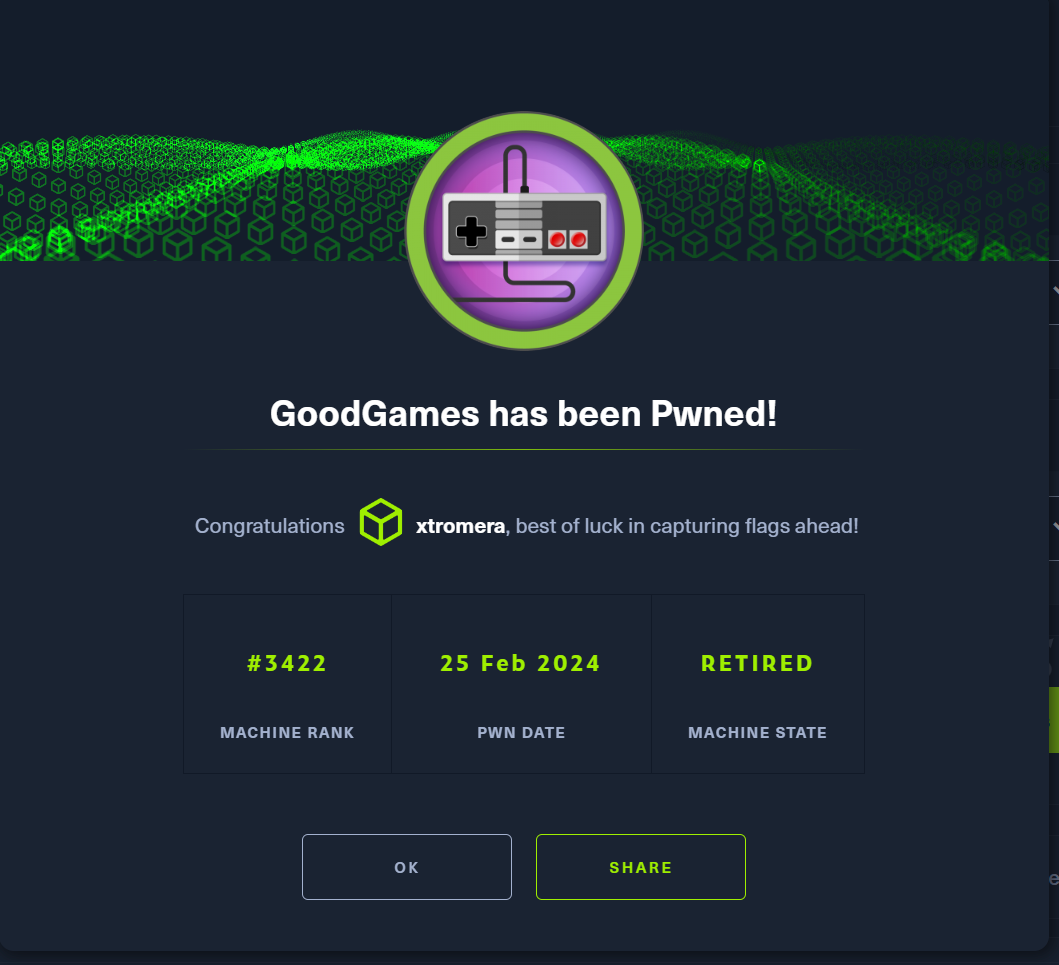 GoodGames has been Pwned!
Congratulations xtromera, best of luck in capturing flags ahead!
#3422 25 Feb 2024 RETIRED
MACHINE RANK PWN DATE MACHINE STATE
OK SHARE